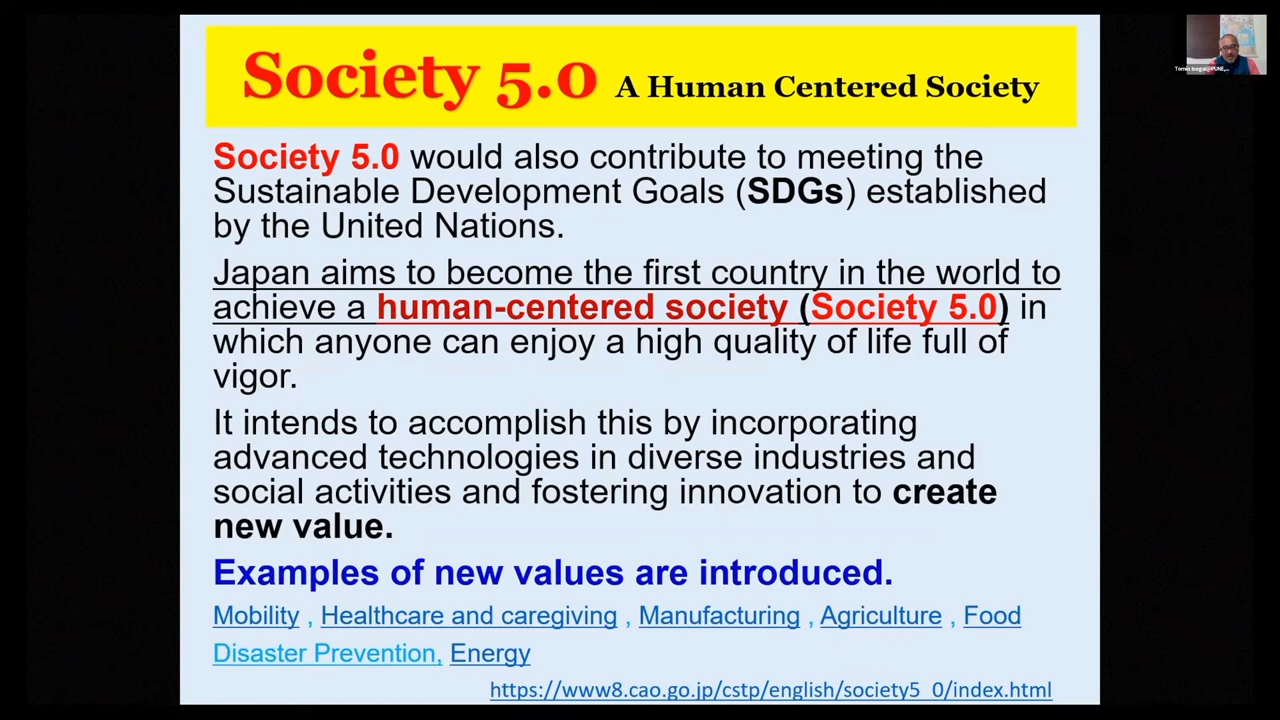 Society 5.0 A Human Centered Society
Society 5.0 would also contribute to meeting the
Sustainable Development Goals (SDGs) established
by the United Nations.
Japan aims to become the first country in the world to
achieve a human-centered society (Society 5.0) in
which anyone can enjoy a high quality of life full of
vigor.
It intends to accomplish this by incorporating
advanced technologies in diverse industries and
social activities and fostering innovation to create
new value.
Examples of new values are introduced.
Mobility , Healthcare and caregiving , Manufacturing , Agriculture , Food
Disaster Prevention, Energy
https://www8.cao.go.jp/cstp/english/society5_0/index.html